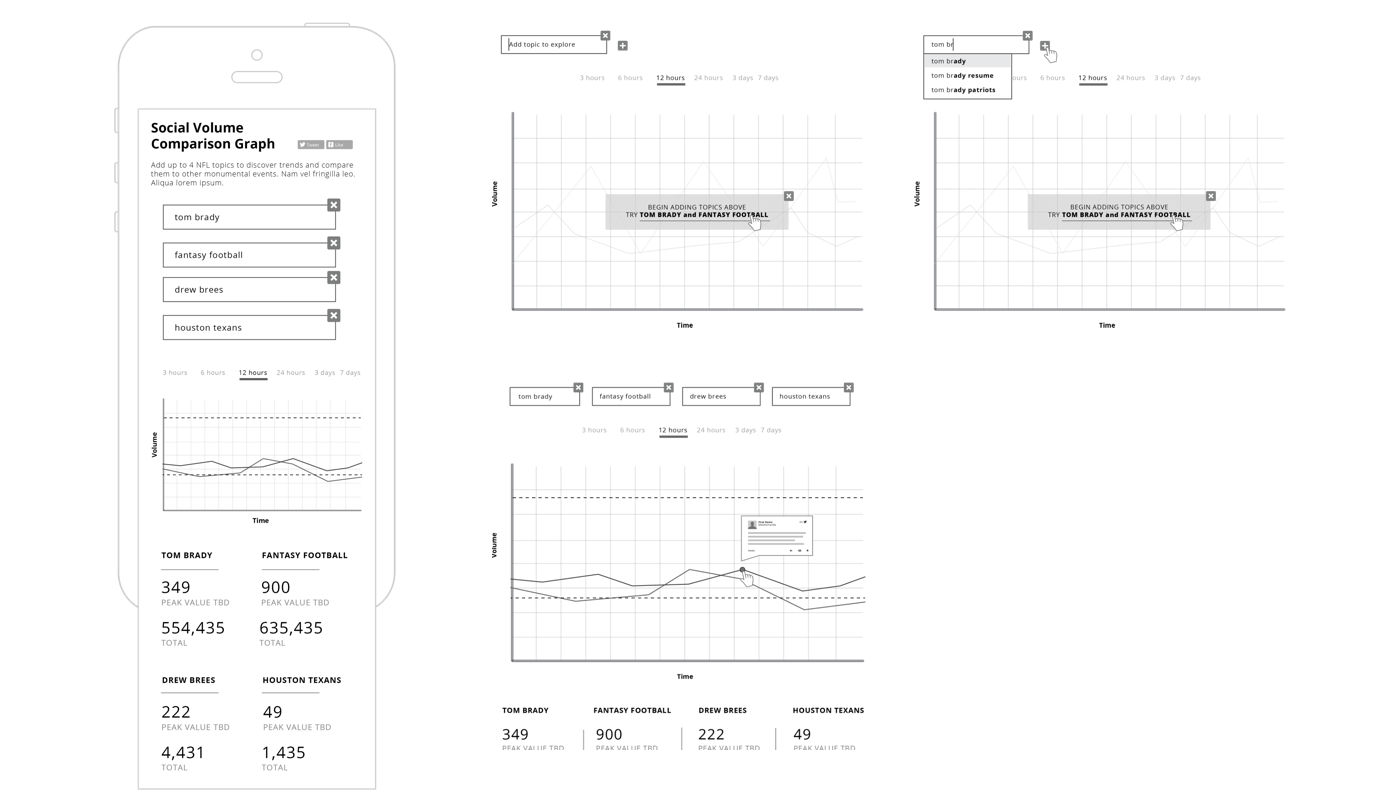 Social Volume
Comparison Graph
Tweet
Like
Add up to 4 NFL topics to discover trends and compare
them to other monumental events. Nam vel fringilla leo.
Aliqua lorem ipsum.
tom brady
fantasy football
drew brees
houston texans
3 hours 6 hours 12 hours 24 hours 3 days 7 days
Volume
Time
TOM BRADY FANTASY FOOTBALL
349 900
PEAK VALUE TBD PEAK VALUE TBD
554,435 635,435
TOTAL TOTAL
DREW BREES HOUSTON TEXANS
222 49
PEAK VALUE TBD PEAK VALUE TBD
4,431 1,435
TOTAL TOTAL
Add topic to explore
3 hours 6 hours 12 hours 24 hours 3 days 7 days
Volume
BEGIN ADDING TOPICS ABOVE
TRY TOM BRADY and FANTASY FOOTBALL
Time
tom br
tom brady
tom brady resume
tom brady patriots
ours 6 hours 12 hours 24 hours 3 days 7 days
Volume
BEGIN ADDING TOPICS ABOVE
TRY TOM BRADY and FANTASY FOOTBALL
Time
tom brady fantasy football drew brees houston texans
3 hours 6 hours 12 hours 24 hours 3 days 7 days
Volume
Time
TOM BRADY FANTASY FOOTBALL DREW BREES HOUSTON TEXANS
349 900 222 49
PEAK VALUE TBD PEAK VALUE TBD PEAK VALUE TBD PEAK VALUE TBD